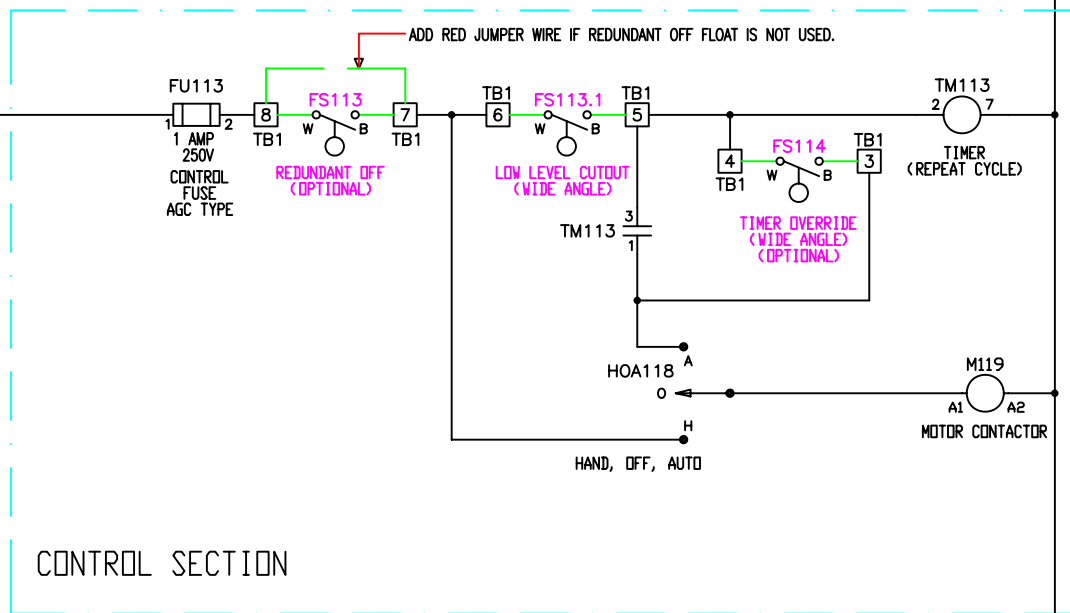 ADD RED JUMPER WIRE IF REDUNDANT OFF FLOAT IS NOT USED.
FU113
1
2
1 AMP
250V
CONTROL
FUSE
AGC TYPE
8
TB1
FS113
W
B
REDUNDANT OFF
(OPTIONAL)
7
TB1
TB1
6
FS113.1
W
B
LOW LEVEL CUTOUT
(WIDE ANGLE)
TB1
5
TM113
2
7
TIMER
(REPEAT CYCLE)
4
TB1
FS114
W
B
TB1
3
TIMER OVERRIDE
(WIDE ANGLE)
(OPTIONAL)
TM113
3
1
HOA118
A
O
H
HAND, OFF, AUTO
M119
A1
A2
MOTOR CONTACTOR
CONTROL SECTION